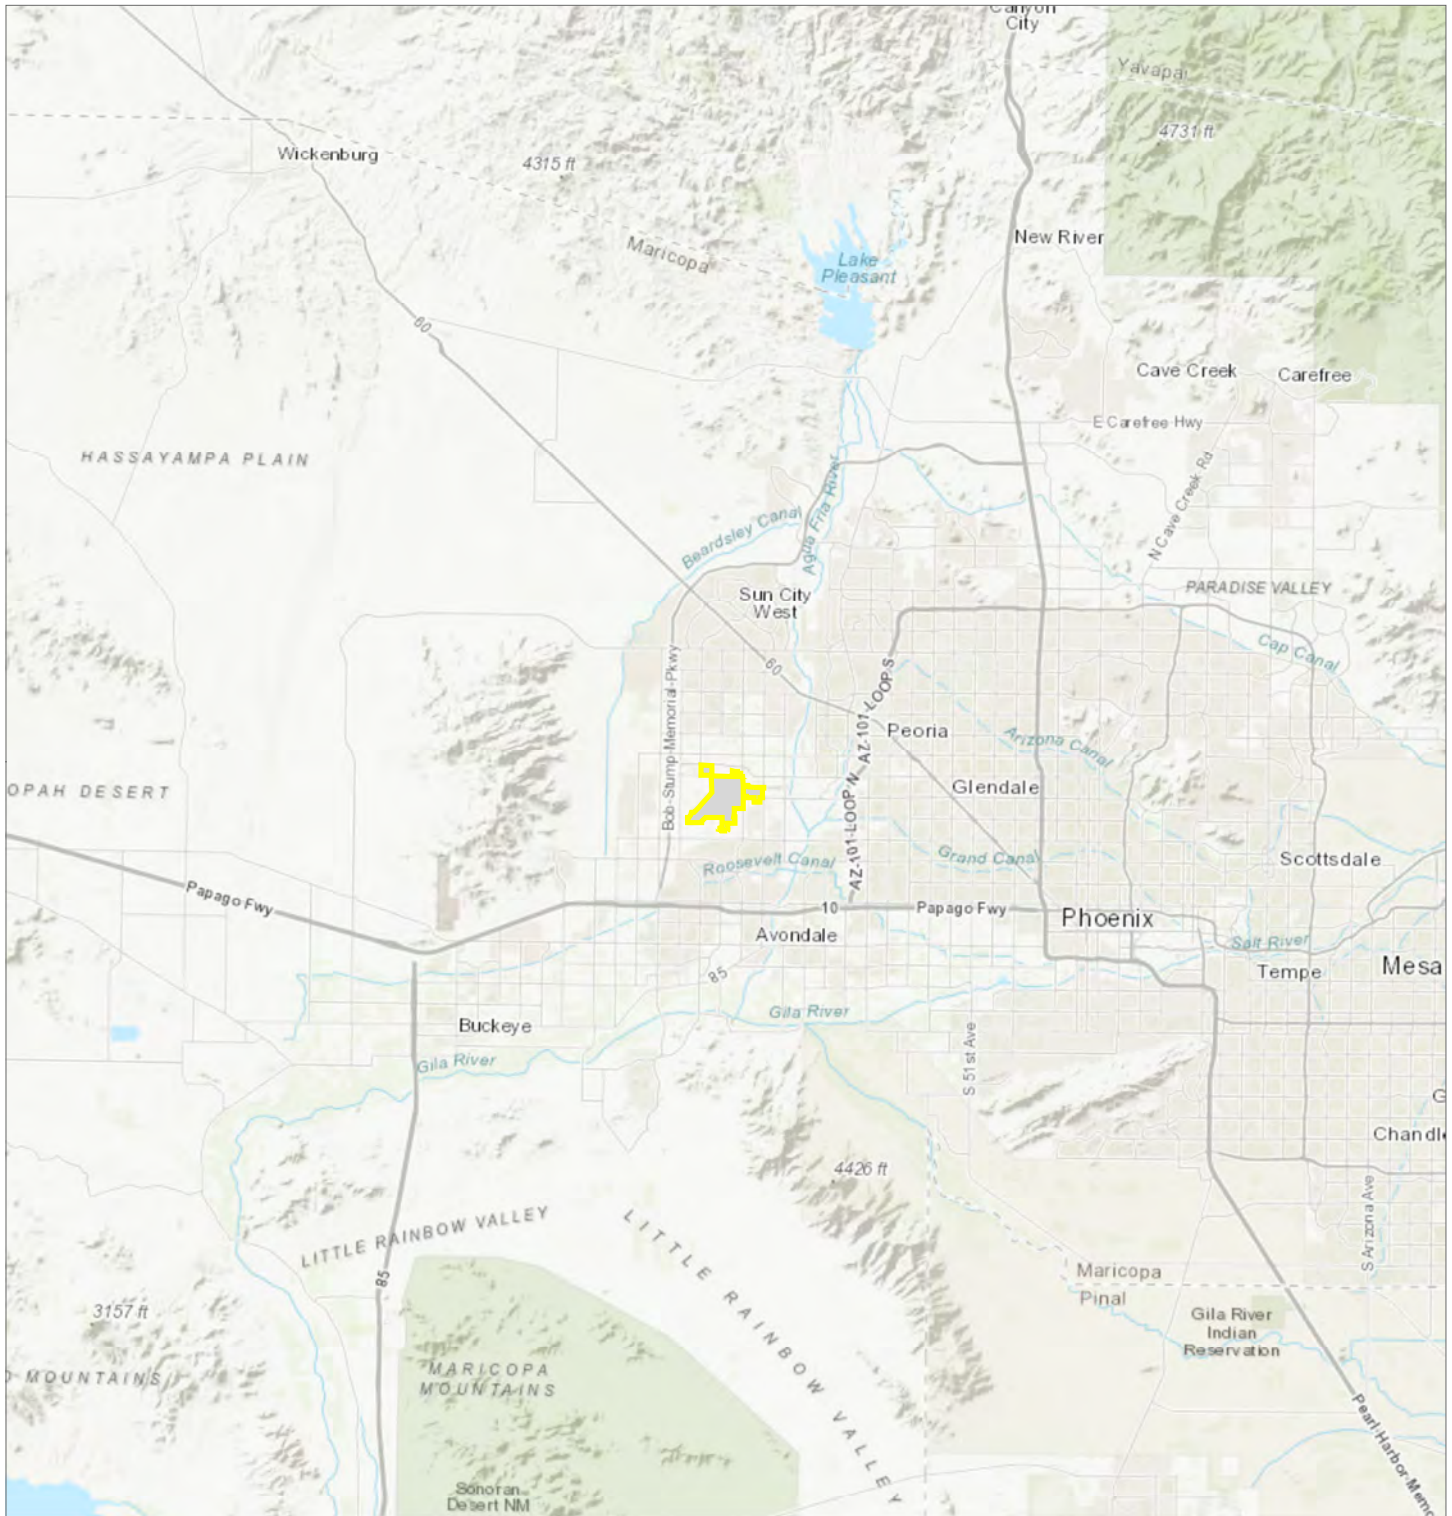 Canyon
City
Yavapai
4731 ft
Wickenburg
4315 ft
New River
Maricopa
Lake
Pleasant
60
Cave Creek
Carefree
E Carefree Hwy
HASSAYAMPA PLAIN
N Cave Creek Rd
Agua Fria River
Beardsley Canal
PARADISE VALLEY
Sun City
West
Cap Canal
60
Bob-Stump-Memorial-Pkwy
AZ-101-LOOP S
Peoria
Arizona Canal
OPAH DESERT
Glendale
AZ-101-LOOP N
Roosevelt Canal
Grand Canal
Scottsdale
Papago Fwy
10
Papago Fwy
Phoenix
Avondale
Salt River
85
Tempe
Mesa
Gila River
Buckeye
S 51st Ave
Gila River
G
Chandl
4426 ft
LITTLE RAINBOW VALLEY
LITTLE RAINBOW VALLEY
S Arizona Ave
85
Maricopa
Pinal
3157 ft
Gila River
Indian
Reservation
MARICOPA
MOUNTAINS
O MOUNTAINS
Pearl-Harbor-Memo
Sonoran
Desert NM